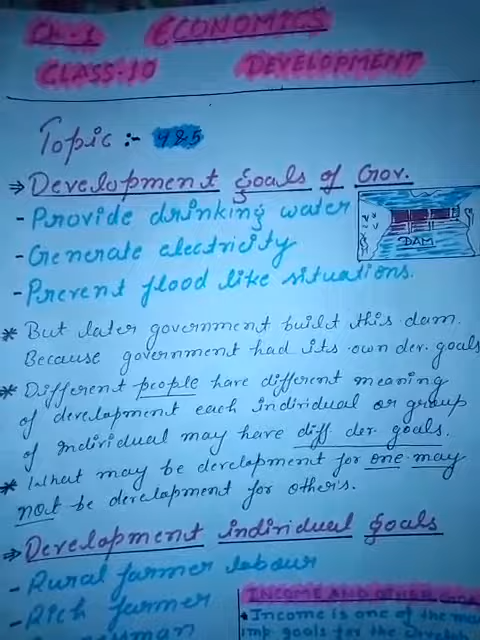 Ch-1 ECONOMICS
CLASS-10 DEVELOPMENT
Topic :- 4&5
⇒ Development goals of Gov.
- Provide drinking water
- Generate electricity
DAM
- Prevent flood like situations.
* But later government built this dam.
Because government had its own dev. goals
* Different people have different meaning
of development each individual or group
of individual may have diff dev. goals.
* What may be development for one may
not be development for other's.
⇒ Development individual goals
- Rural farmer labour
- Rich farmer
INCOME AND OTHER
• Income is one of the
imp goals for the